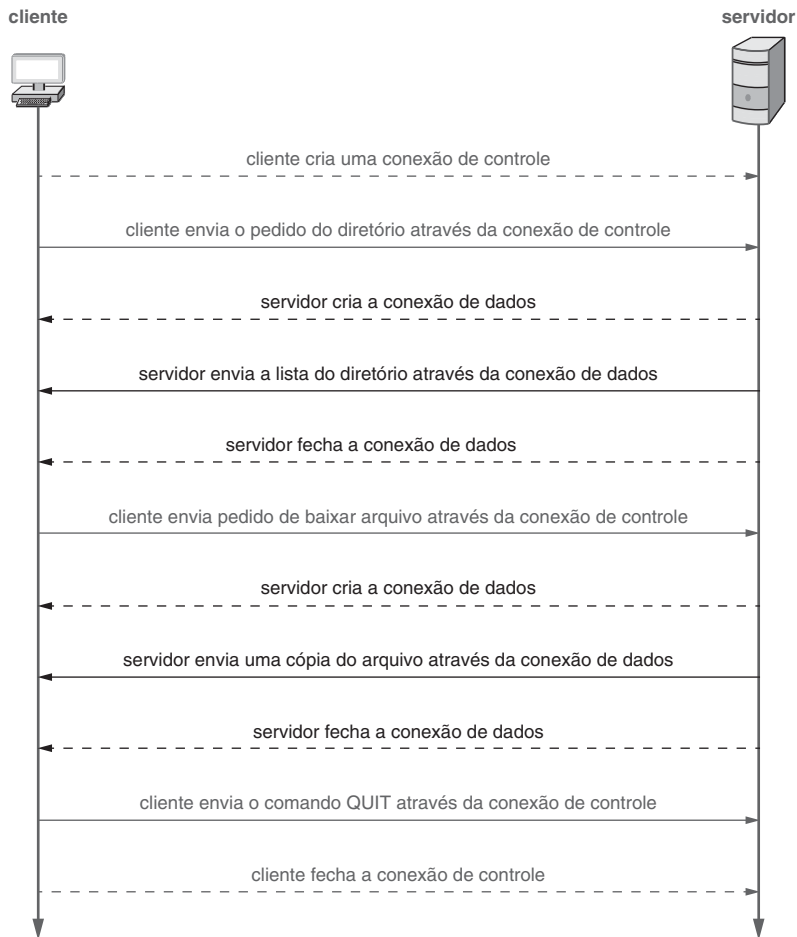 cliente
servidor
cliente cria uma conexão de controle
cliente envia o pedido do diretório através da conexão de controle
servidor cria a conexão de dados
servidor envia a lista do diretório através da conexão de dados
servidor fecha a conexão de dados
cliente envia pedido de baixar arquivo através da conexão de controle
servidor cria a conexão de dados
servidor envia uma cópia do arquivo através da conexão de dados
servidor fecha a conexão de dados
cliente envia o comando QUIT através da conexão de controle
cliente fecha a conexão de controle